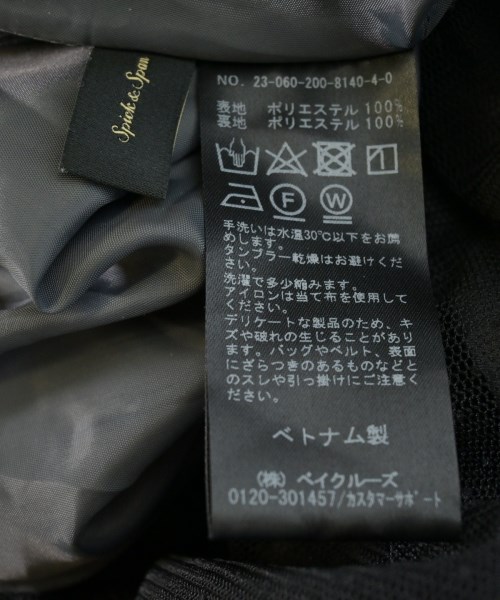 Spick & Span
NO. 23-060-200-8140-4-0
表地 ポリエステル 100%
裏地 ポリエステル 100%
F
W
手洗いは水温30℃以下をお薦
めします。
タンブラー乾燥はお避けくだ
さい。
洗濯で多少縮みます。
アイロンは当て布を使用して
ください。
デリケートな製品のため、キ
ズや破れの生じることがあり
ます。バッグやベルト、表面
にざらつきのあるものなどと
のスレや引っ掛けにご注意く
ださい。
ベトナム製
(株) ベイクルーズ
0120-301457/カスタマーサポート